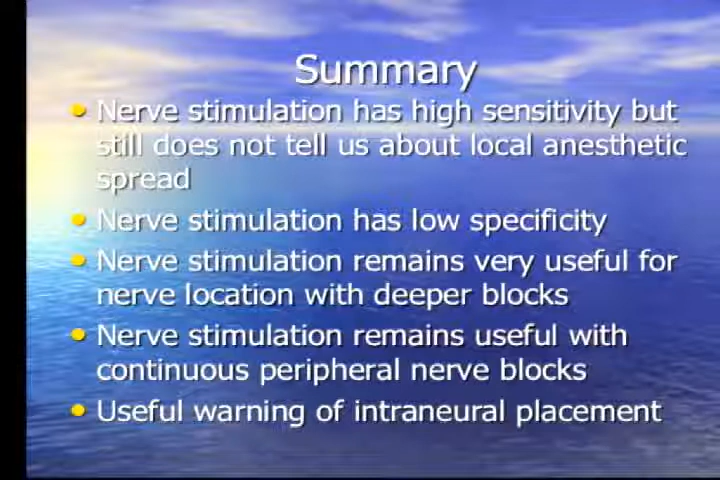 Summary
Nerve stimulation has high sensitivity but
still does not tell us about local anesthetic
spread
Nerve stimulation has low specificity
Nerve stimulation remains very useful for
nerve location with deeper blocks
Nerve stimulation remains useful with
continuous peripheral nerve blocks
Useful warning of intraneural placement